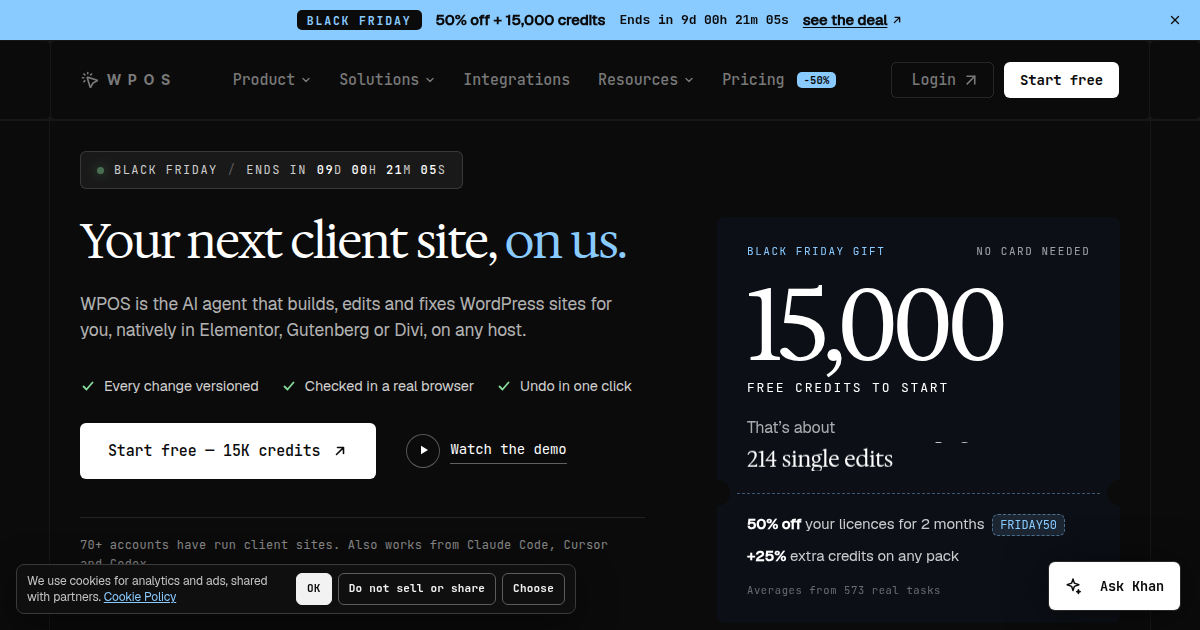 BLACK FRIDAY 50% off + 15,000 credits Ends in 9d 00h 21m 05s see the deal ↗ ×
WPOS Product Solutions Integrations Resources Pricing -50% Login ↗ Start free
BLACK FRIDAY / ENDS IN 09D 00H 21M 05S
Your next client site, on us.
WPOS is the AI agent that builds, edits and fixes WordPress sites for
you, natively in Elementor, Gutenberg or Divi, on any host.
✓ Every change versioned ✓ Checked in a real browser ✓ Undo in one click
Start free — 15K credits ↗ Watch the demo
70+ accounts have run client sites. Also works from Claude Code, Cursor
and Codex
BLACK FRIDAY GIFT NO CARD NEEDED
15,000
FREE CREDITS TO START
That's about
214 single edits
50% off your licences for 2 months FRIDAY50
+25% extra credits on any pack
Averages from 573 real tasks
We use cookies for analytics and ads, shared
with partners. Cookie Policy
OK Do not sell or share Choose
Ask Khan